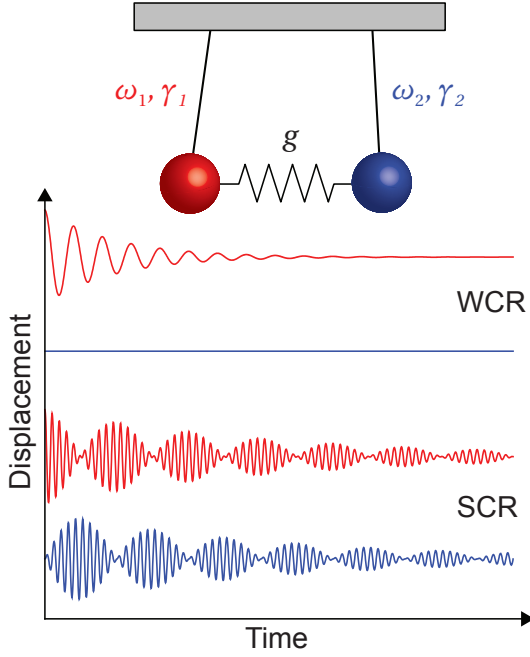 ω₁, γ₁
ω₂, γ₂
g
WCR
SCR
Displacement
Time